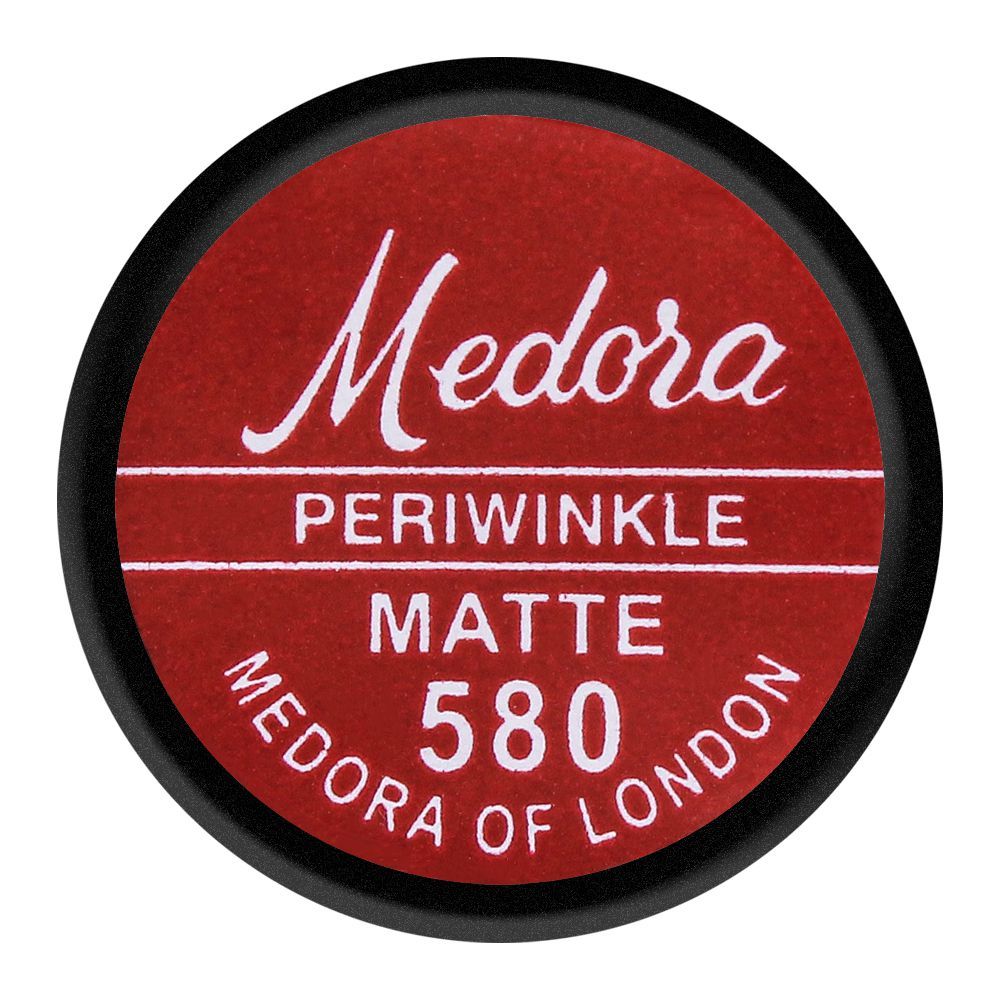 Medora
PERIWINKLE
MATTE
580
MEDORA OF LONDON